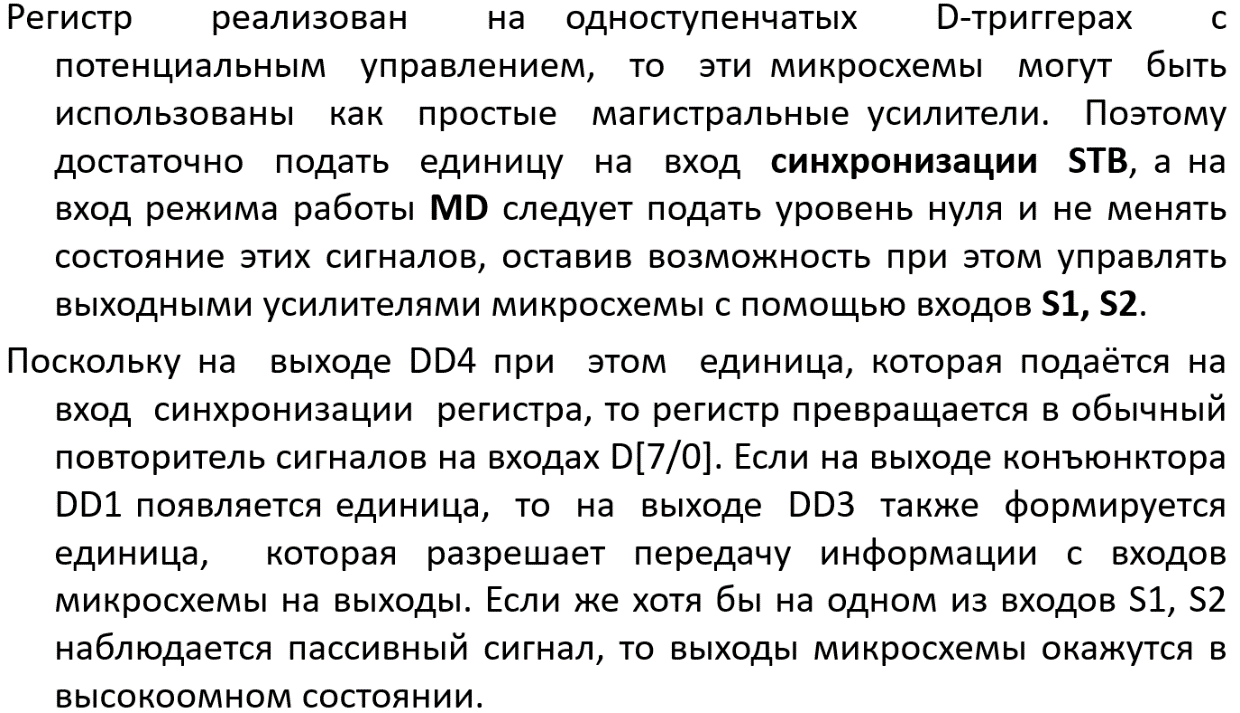 Регистр реализован на одноступенчатых D-триггерах с
потенциальным управлением, то эти микросхемы могут быть
использованы как простые магистральные усилители. Поэтому
достаточно подать единицу на вход синхронизации STB, а на
вход режима работы MD следует подать уровень нуля и не менять
состояние этих сигналов, оставив возможность при этом управлять
выходными усилителями микросхемы с помощью входов S1, S2.
Поскольку на выходе DD4 при этом единица, которая подаётся на
вход синхронизации регистра, то регистр превращается в обычный
повторитель сигналов на входах D[7/0]. Если на выходе конъюнктора
DD1 появляется единица, то на выходе DD3 также формируется
единица, которая разрешает передачу информации с входов
микросхемы на выходы. Если же хотя бы на одном из входов S1, S2
наблюдается пассивный сигнал, то выходы микросхемы окажутся в
высокоомном состоянии.